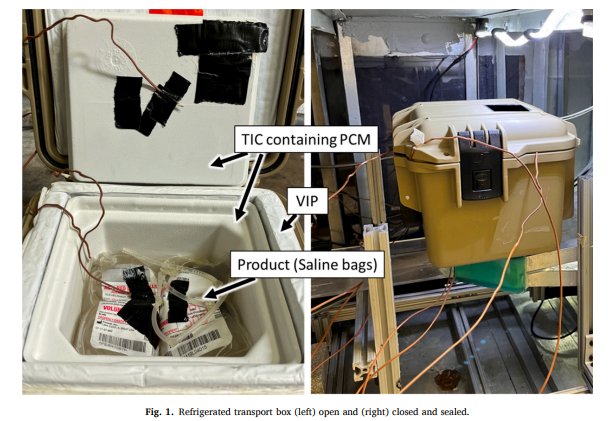 TIC containing PCM
VIP
Product (Saline bags)
Fig. 1. Refrigerated transport box (left) open and (right) closed and sealed.